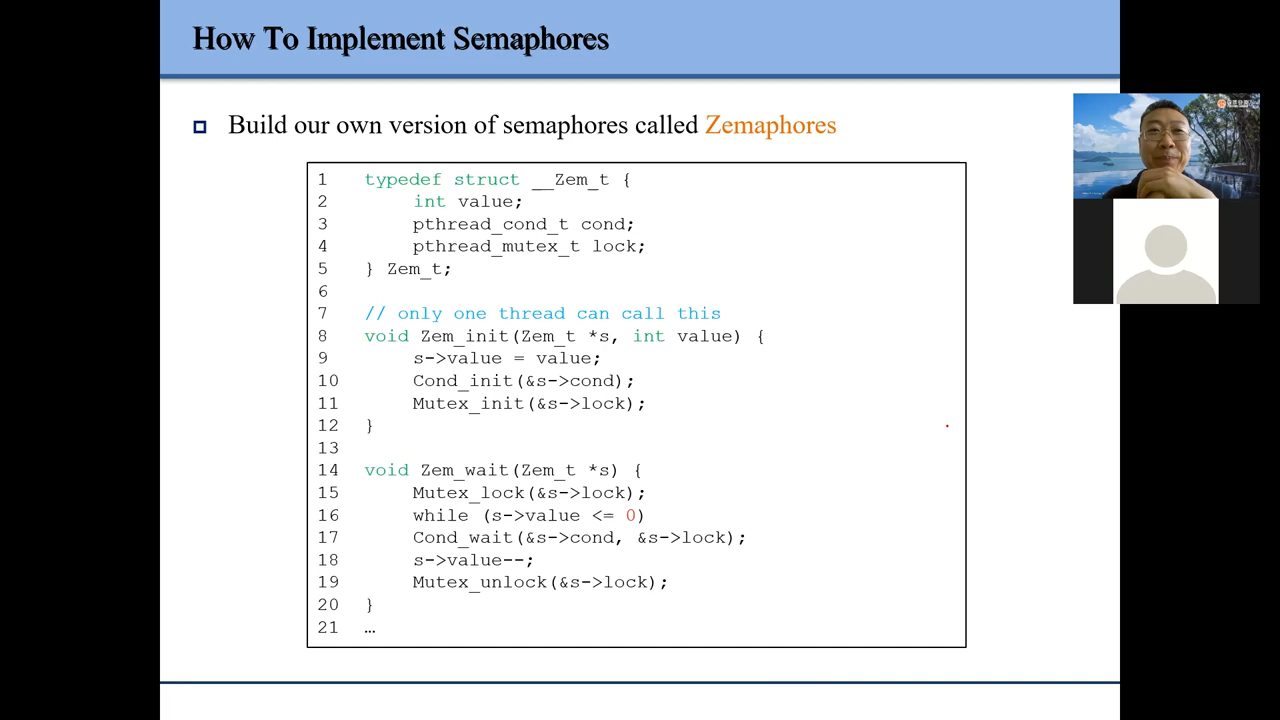 How To Implement Semaphores
Build our own version of semaphores called Zemaphores
1 typedef struct __Zem_t {
2 int value;
3 pthread_cond_t cond;
4 pthread_mutex_t lock;
5 } Zem_t;
6
7 // only one thread can call this
8 void Zem_init(Zem_t *s, int value) {
9 s->value = value;
10 Cond_init(&s->cond);
11 Mutex_init(&s->lock);
12 }
13
14 void Zem_wait(Zem_t *s) {
15 Mutex_lock(&s->lock);
16 while (s->value <= 0)
17 Cond_wait(&s->cond, &s->lock);
18 s->value--;
19 Mutex_unlock(&s->lock);
20 }
21 …